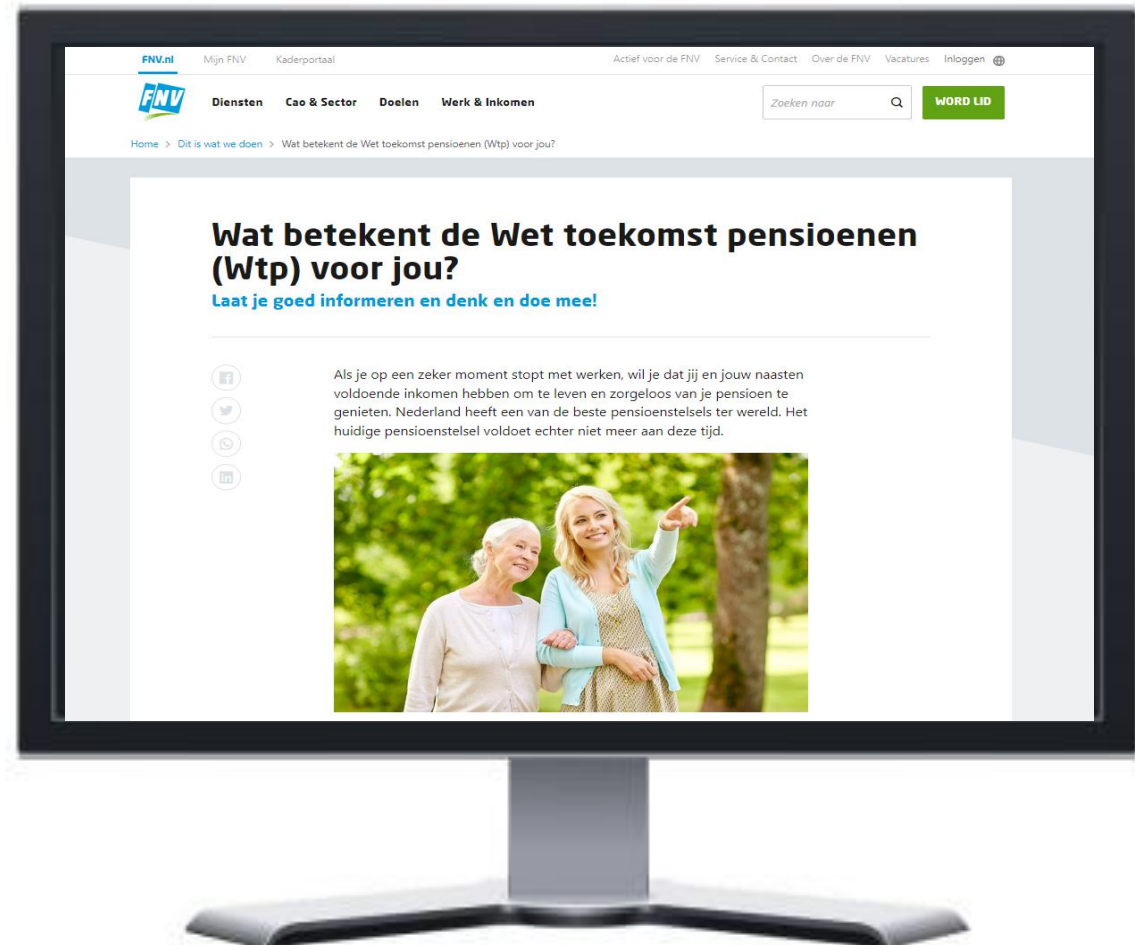 FNV.nl Mijn FNV Kaderportaal Actief voor de FNV Service & Contact Over de FNV Vacatures Inloggen
FNV Diensten Cao & Sector Doelen Werk & Inkomen Zoeken naar WORD LID
Home > Dit is wat we doen > Wat betekent de Wet toekomst pensioenen (Wtp) voor jou?
Wat betekent de Wet toekomst pensioenen
(Wtp) voor jou?
Laat je goed informeren en denk en doe mee!
Als je op een zeker moment stopt met werken, wil je dat jij en jouw naasten
voldoende inkomen hebben om te leven en zorgeloos van je pensioen te
genieten. Nederland heeft een van de beste pensioenstelsels ter wereld. Het
huidige pensioenstelsel voldoet echter niet meer aan deze tijd.